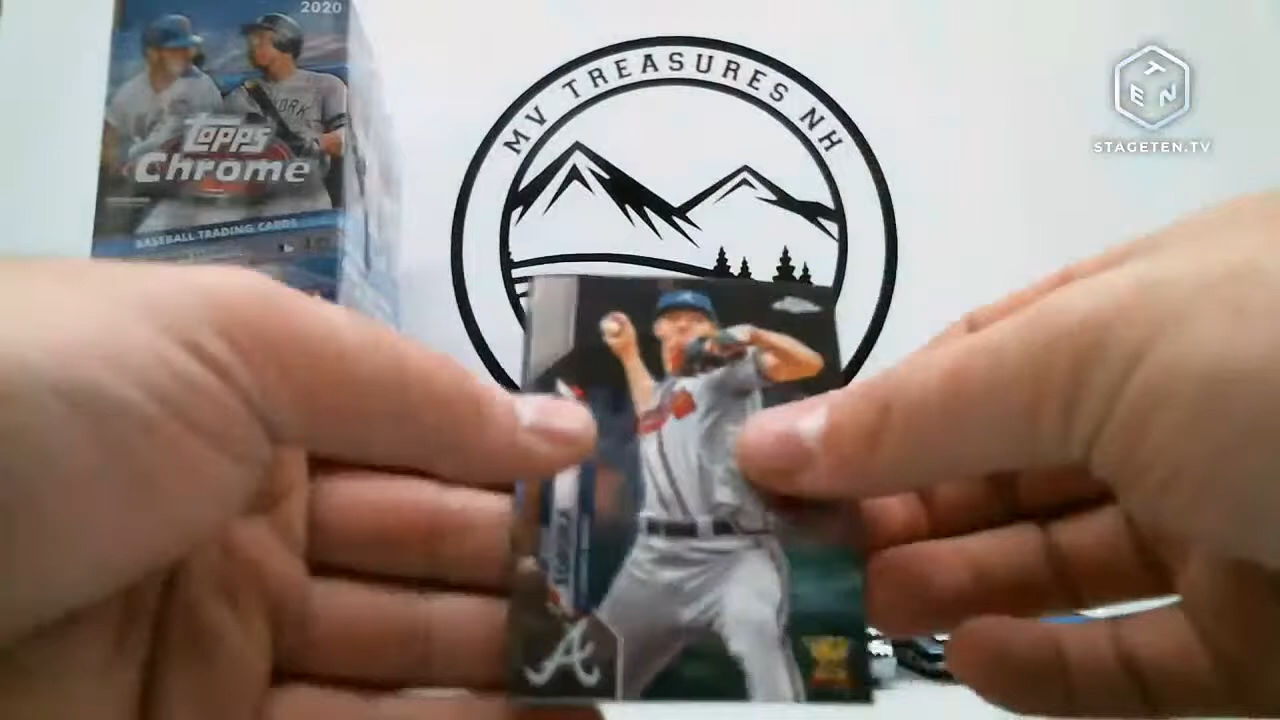 2020
TOPPS
Chrome
BASEBALL TRADING CARDS
MV TREASURES NH
T
E N
STAGETEN.TV
A